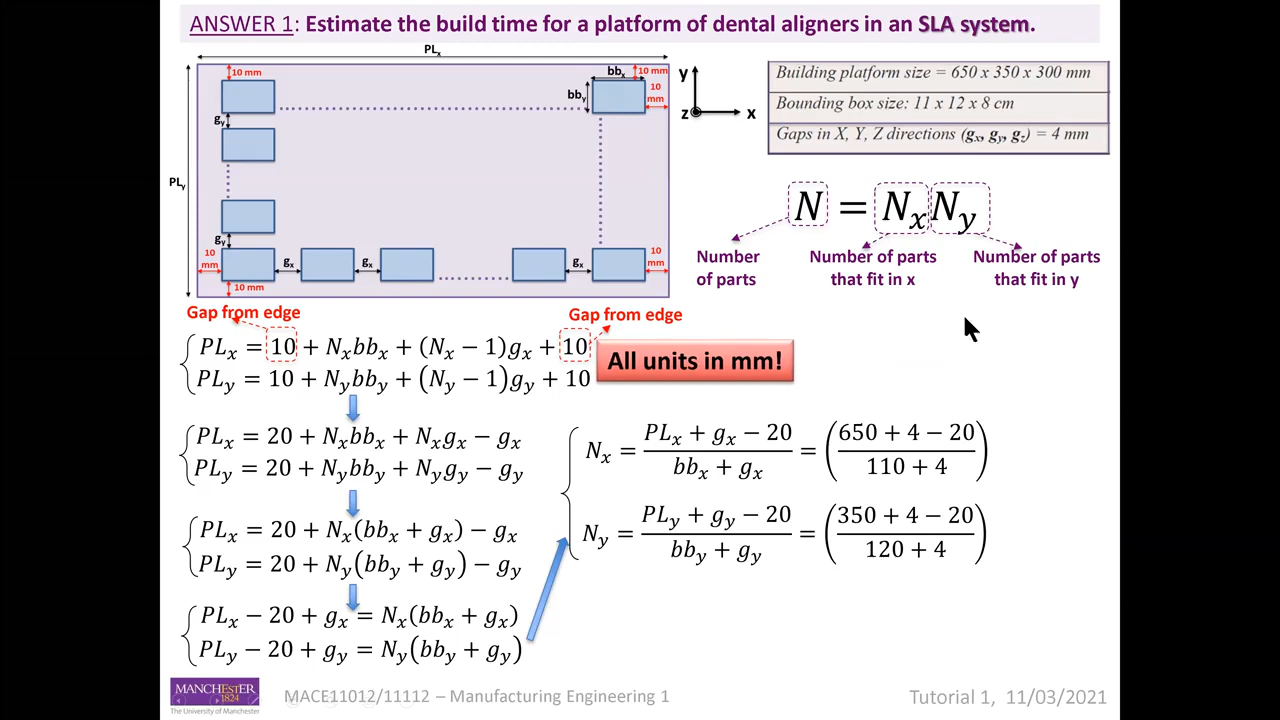 ANSWER 1: Estimate the build time for a platform of dental aligners in an SLA system.
PLx
10 mm
bbx
10 mm
bby
10
mm
gy
PLy
gy
10
mm
gx
gx
gx
10
mm
10 mm
y
z
x
Building platform size = 650 x 350 x 300 mm
Bounding box size: 11 x 12 x 8 cm
Gaps in X, Y, Z directions (gx, gy, gz) = 4 mm
N = NxNy
Number
of parts
Number of parts
that fit in x
Number of parts
that fit in y
Gap from edge
Gap from edge
PLx = 10 + Nxbbx + (Nx − 1)gx + 10
PLy = 10 + Nybby + (Ny − 1)gy + 10
All units in mm!
PLx = 20 + Nxbbx + Nxgx − gx
PLy = 20 + Nybby + Nygy − gy
PLx = 20 + Nx(bbx + gx) − gx
PLy = 20 + Ny(bby + gy) − gy
PLx − 20 + gx = Nx(bbx + gx)
PLy − 20 + gy = Ny(bby + gy)
Nx = (PLx + gx − 20)/(bbx + gx) = ((650 + 4 − 20)/(110 + 4))
Ny = (PLy + gy − 20)/(bby + gy) = ((350 + 4 − 20)/(120 + 4))
MANCHESTER
1824
The University of Manchester
MACE11012/11112 – Manufacturing Engineering 1
Tutorial 1, 11/03/2021